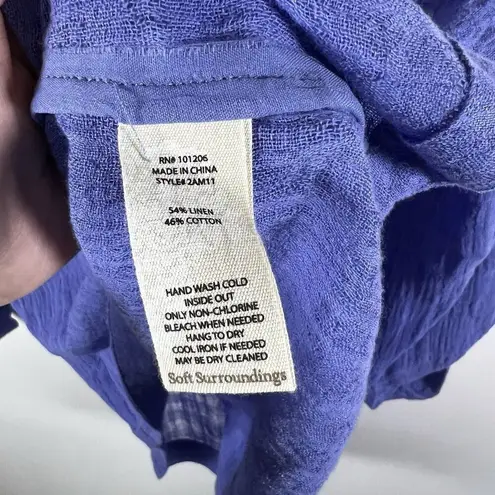 RN# 101206
MADE IN CHINA
STYLE# 2AM11
54% LINEN
46% COTTON
HAND WASH COLD
INSIDE OUT
ONLY NON-CHLORINE
BLEACH WHEN NEEDED
HANG TO DRY
COOL IRON IF NEEDED
MAY BE DRY CLEANED
Soft Surroundings